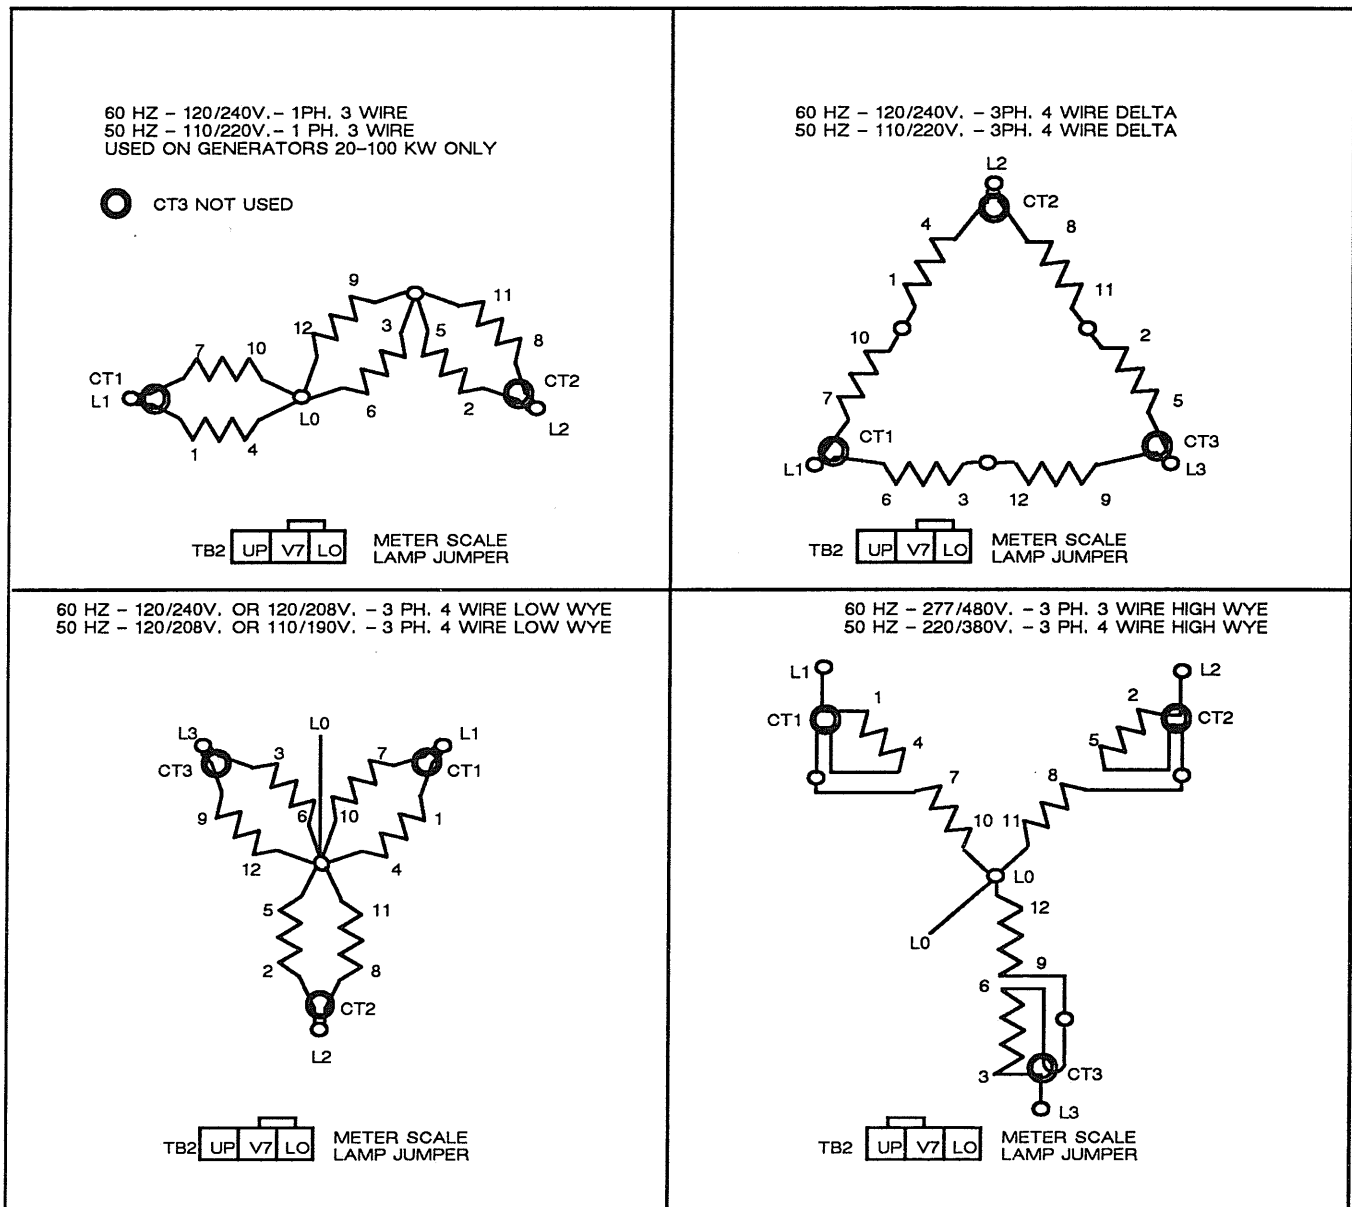 60 HZ - 120/240V. - 1PH. 3 WIRE
50 HZ - 110/220V. - 1 PH. 3 WIRE
USED ON GENERATORS 20-100 KW ONLY
CT3 NOT USED
9
11
12
3
5
8
7
10
CT1
L1
CT2
6
2
L0
L2
1
4
TB2 UP V7 LO
METER SCALE
LAMP JUMPER
60 HZ - 120/240V. - 3PH. 4 WIRE DELTA
50 HZ - 110/220V. - 3PH. 4 WIRE DELTA
L2
CT2
4
8
1
11
10
2
7
5
CT1
CT3
L1
L3
6
3
12
9
TB2 UP V7 LO
METER SCALE
LAMP JUMPER
60 HZ - 120/240V. OR 120/208V. - 3 PH. 4 WIRE LOW WYE
50 HZ - 120/208V. OR 110/190V. - 3 PH. 4 WIRE LOW WYE
L0
L3
L1
3
7
CT3
CT1
9
6
10
1
12
4
5
11
2
8
CT2
L2
TB2 UP V7 LO
METER SCALE
LAMP JUMPER
60 HZ - 277/480V. - 3 PH. 3 WIRE HIGH WYE
50 HZ - 220/380V. - 3 PH. 4 WIRE HIGH WYE
L1
L2
1
2
CT1
CT2
4
5
7
8
10
11
L0
12
L0
9
6
3
CT3
L3
TB2 UP V7 LO
METER SCALE
LAMP JUMPER